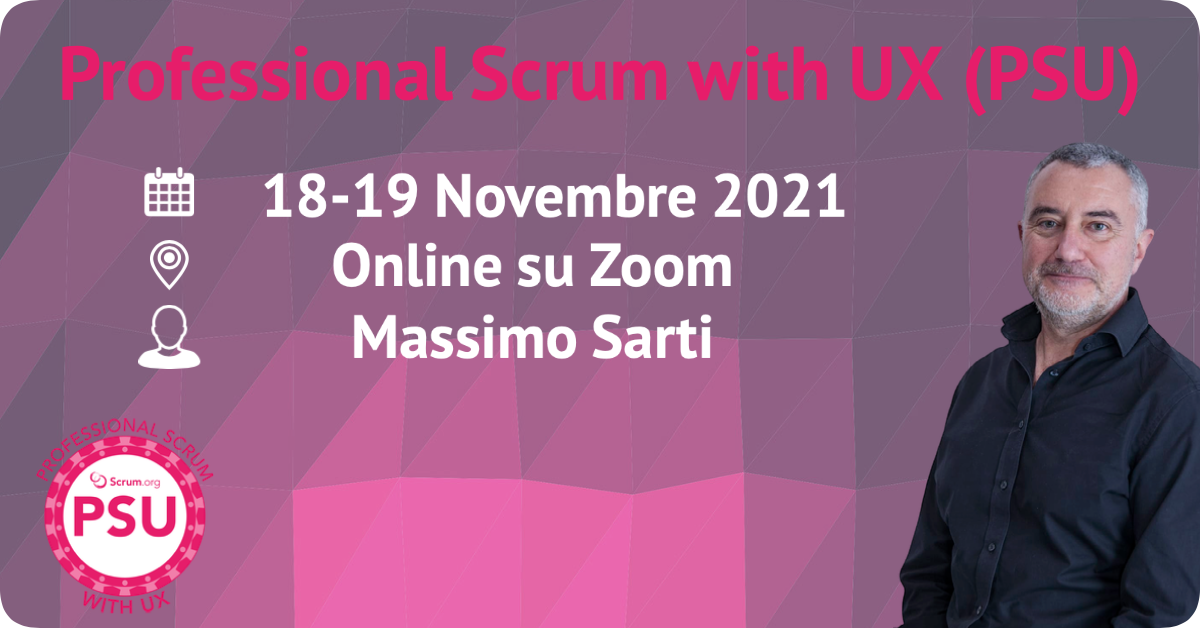 Professional Scrum with UX (PSU)
18-19 Novembre 2021
Online su Zoom
Massimo Sarti
PROFESSIONAL SCRUM
Scrum.org
PSU
WITH UX